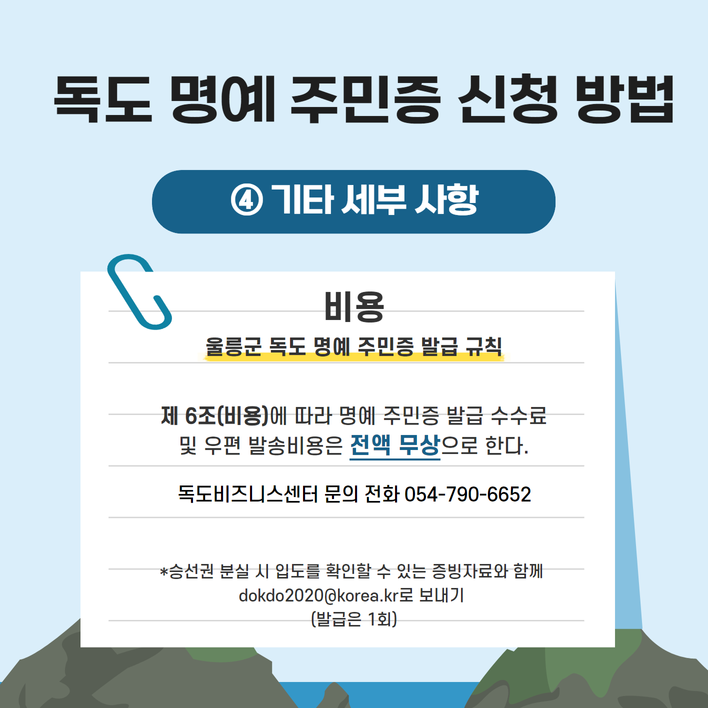 독도 명예 주민증 신청 방법
④ 기타 세부 사항
비용
울릉군 독도 명예 주민증 발급 규칙
제 6조(비용)에 따라 명예 주민증 발급 수수료
및 우편 발송비용은 전액 무상으로 한다.
독도비즈니스센터 문의 전화 054-790-6652
*승선권 분실 시 입도를 확인할 수 있는 증빙자료와 함께
dokdo2020@korea.kr로 보내기
(발급은 1회)